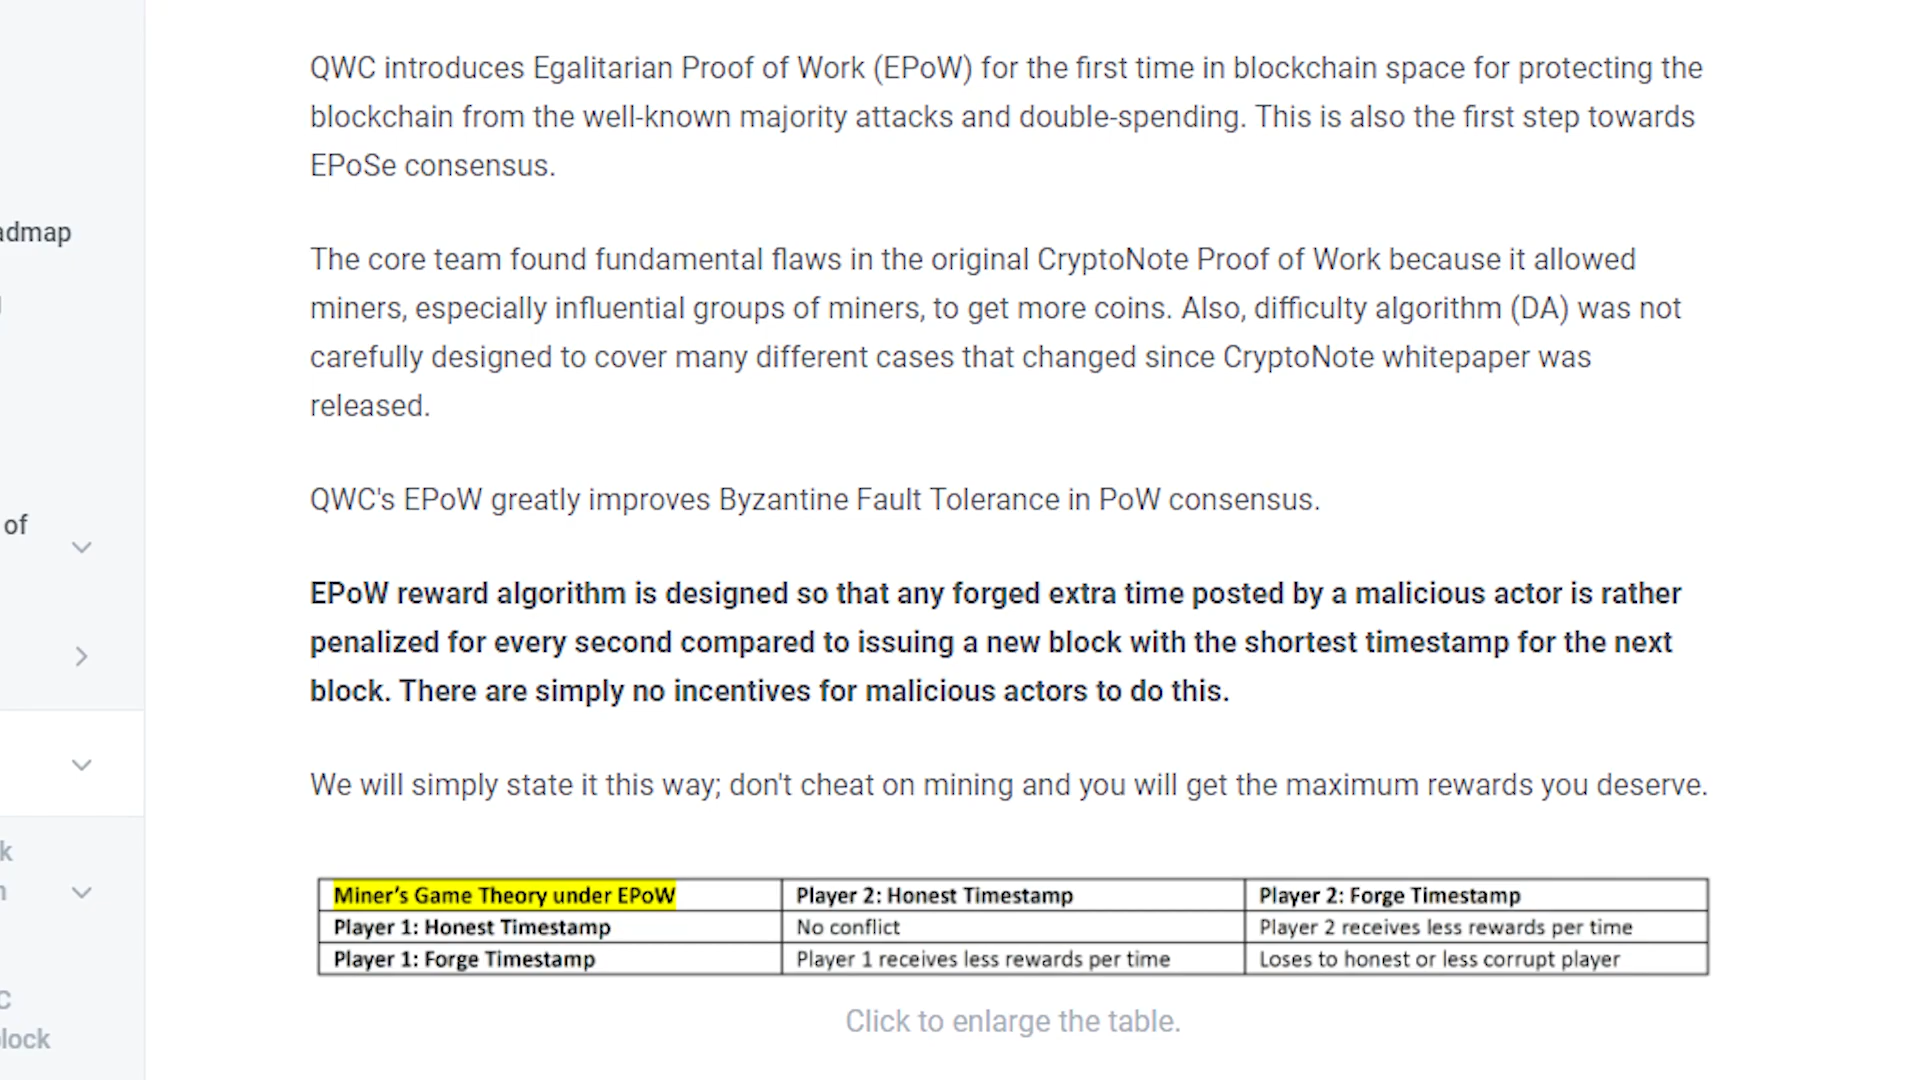 QWC introduces Egalitarian Proof of Work (EPoW) for the first time in blockchain space for protecting the
blockchain from the well-known majority attacks and double-spending. This is also the first step towards
EPoSe consensus.
admap
The core team found fundamental flaws in the original CryptoNote Proof of Work because it allowed
miners, especially influential groups of miners, to get more coins. Also, difficulty algorithm (DA) was not
carefully designed to cover many different cases that changed since CryptoNote whitepaper was
released.
QWC's EPoW greatly improves Byzantine Fault Tolerance in PoW consensus.
of
EPoW reward algorithm is designed so that any forged extra time posted by a malicious actor is rather
penalized for every second compared to issuing a new block with the shortest timestamp for the next
block. There are simply no incentives for malicious actors to do this.
We will simply state it this way; don't cheat on mining and you will get the maximum rewards you deserve.
k
Miner's Game Theory under EPoW Player 2: Honest Timestamp Player 2: Forge Timestamp
Player 1: Honest Timestamp No conflict Player 2 receives less rewards per time
Player 1: Forge Timestamp Player 1 receives less rewards per time Loses to honest or less corrupt player
C
lock
Click to enlarge the table.